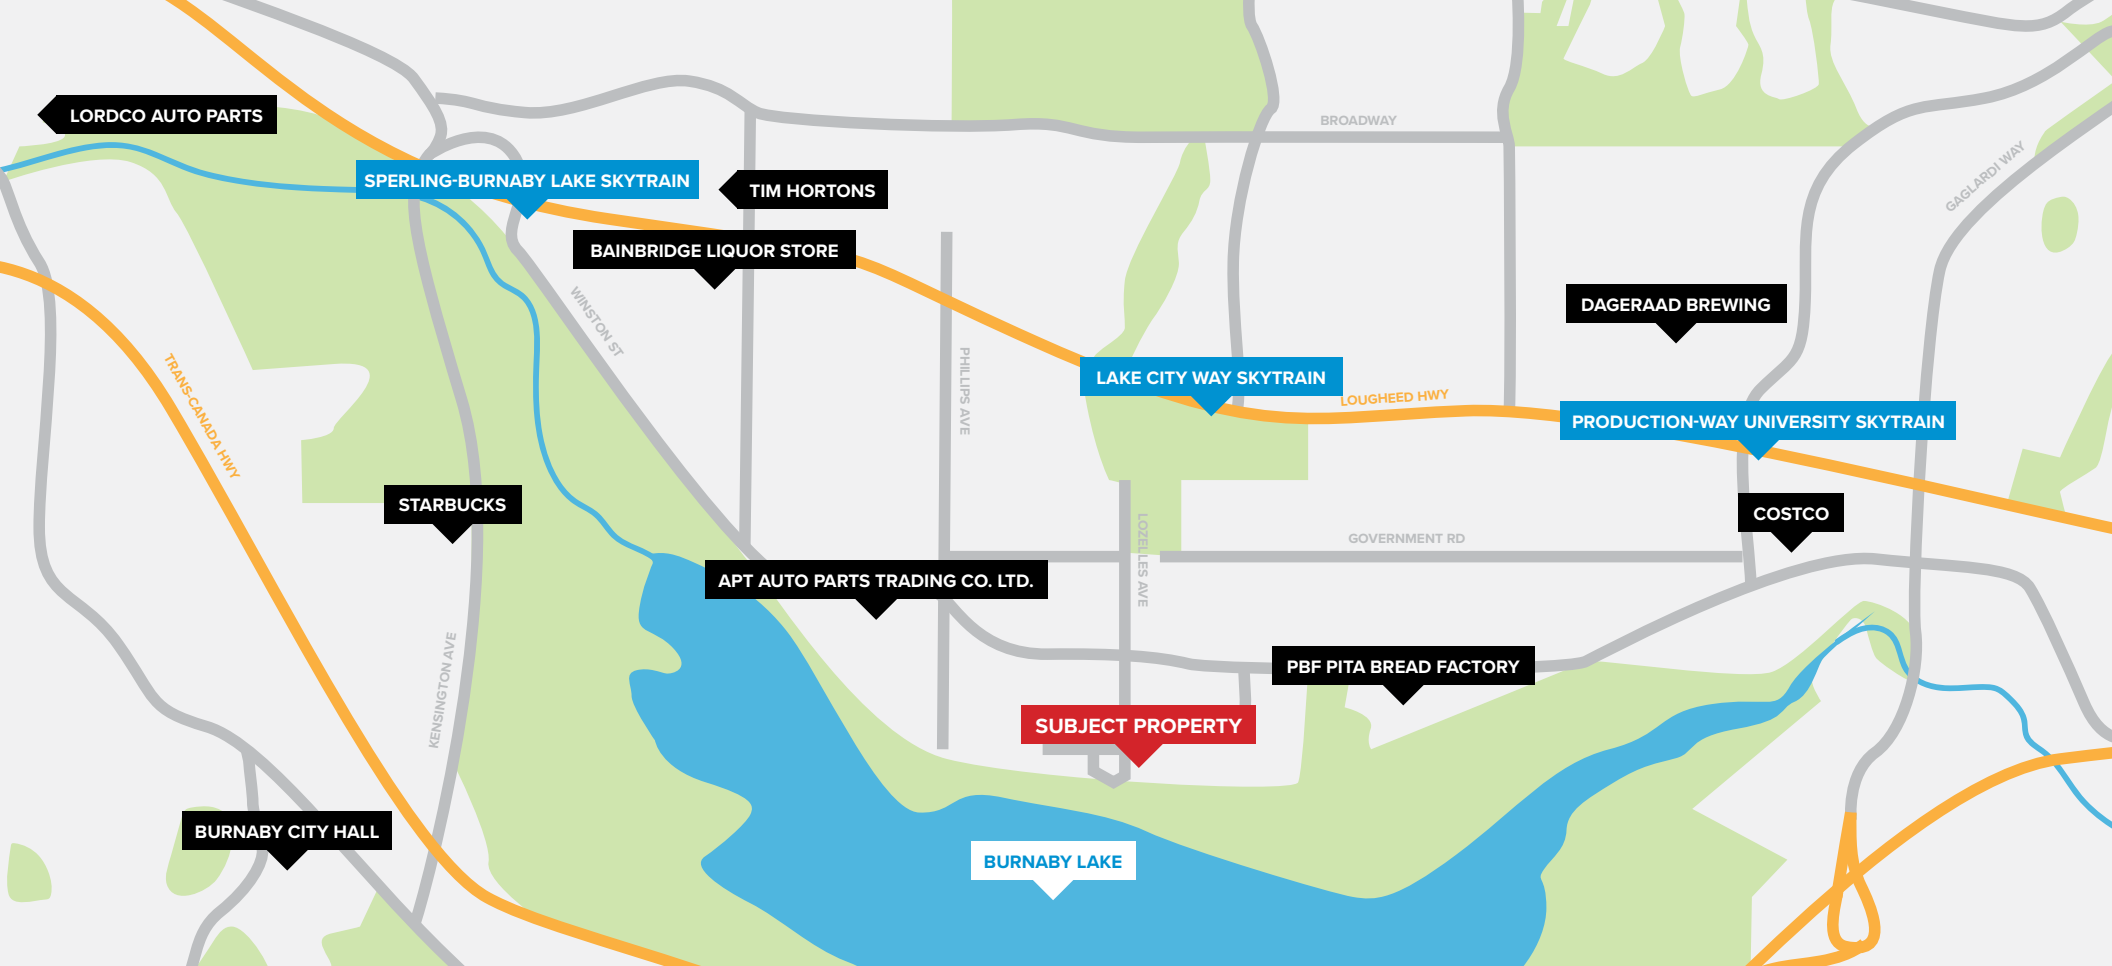 LORDCO AUTO PARTS
BROADWAY
GAGLARDI WAY
SPERLING-BURNABY LAKE SKYTRAIN
TIM HORTONS
BAINBRIDGE LIQUOR STORE
WINSTON ST
DAGERAAD BREWING
TRANS-CANADA HWY
PHILLIPS AVE
LAKE CITY WAY SKYTRAIN
LOUGHEED HWY
PRODUCTION-WAY UNIVERSITY SKYTRAIN
STARBUCKS
COSTCO
LOZELLES AVE
GOVERNMENT RD
APT AUTO PARTS TRADING CO. LTD.
KENSINGTON AVE
PBF PITA BREAD FACTORY
SUBJECT PROPERTY
BURNABY CITY HALL
BURNABY LAKE